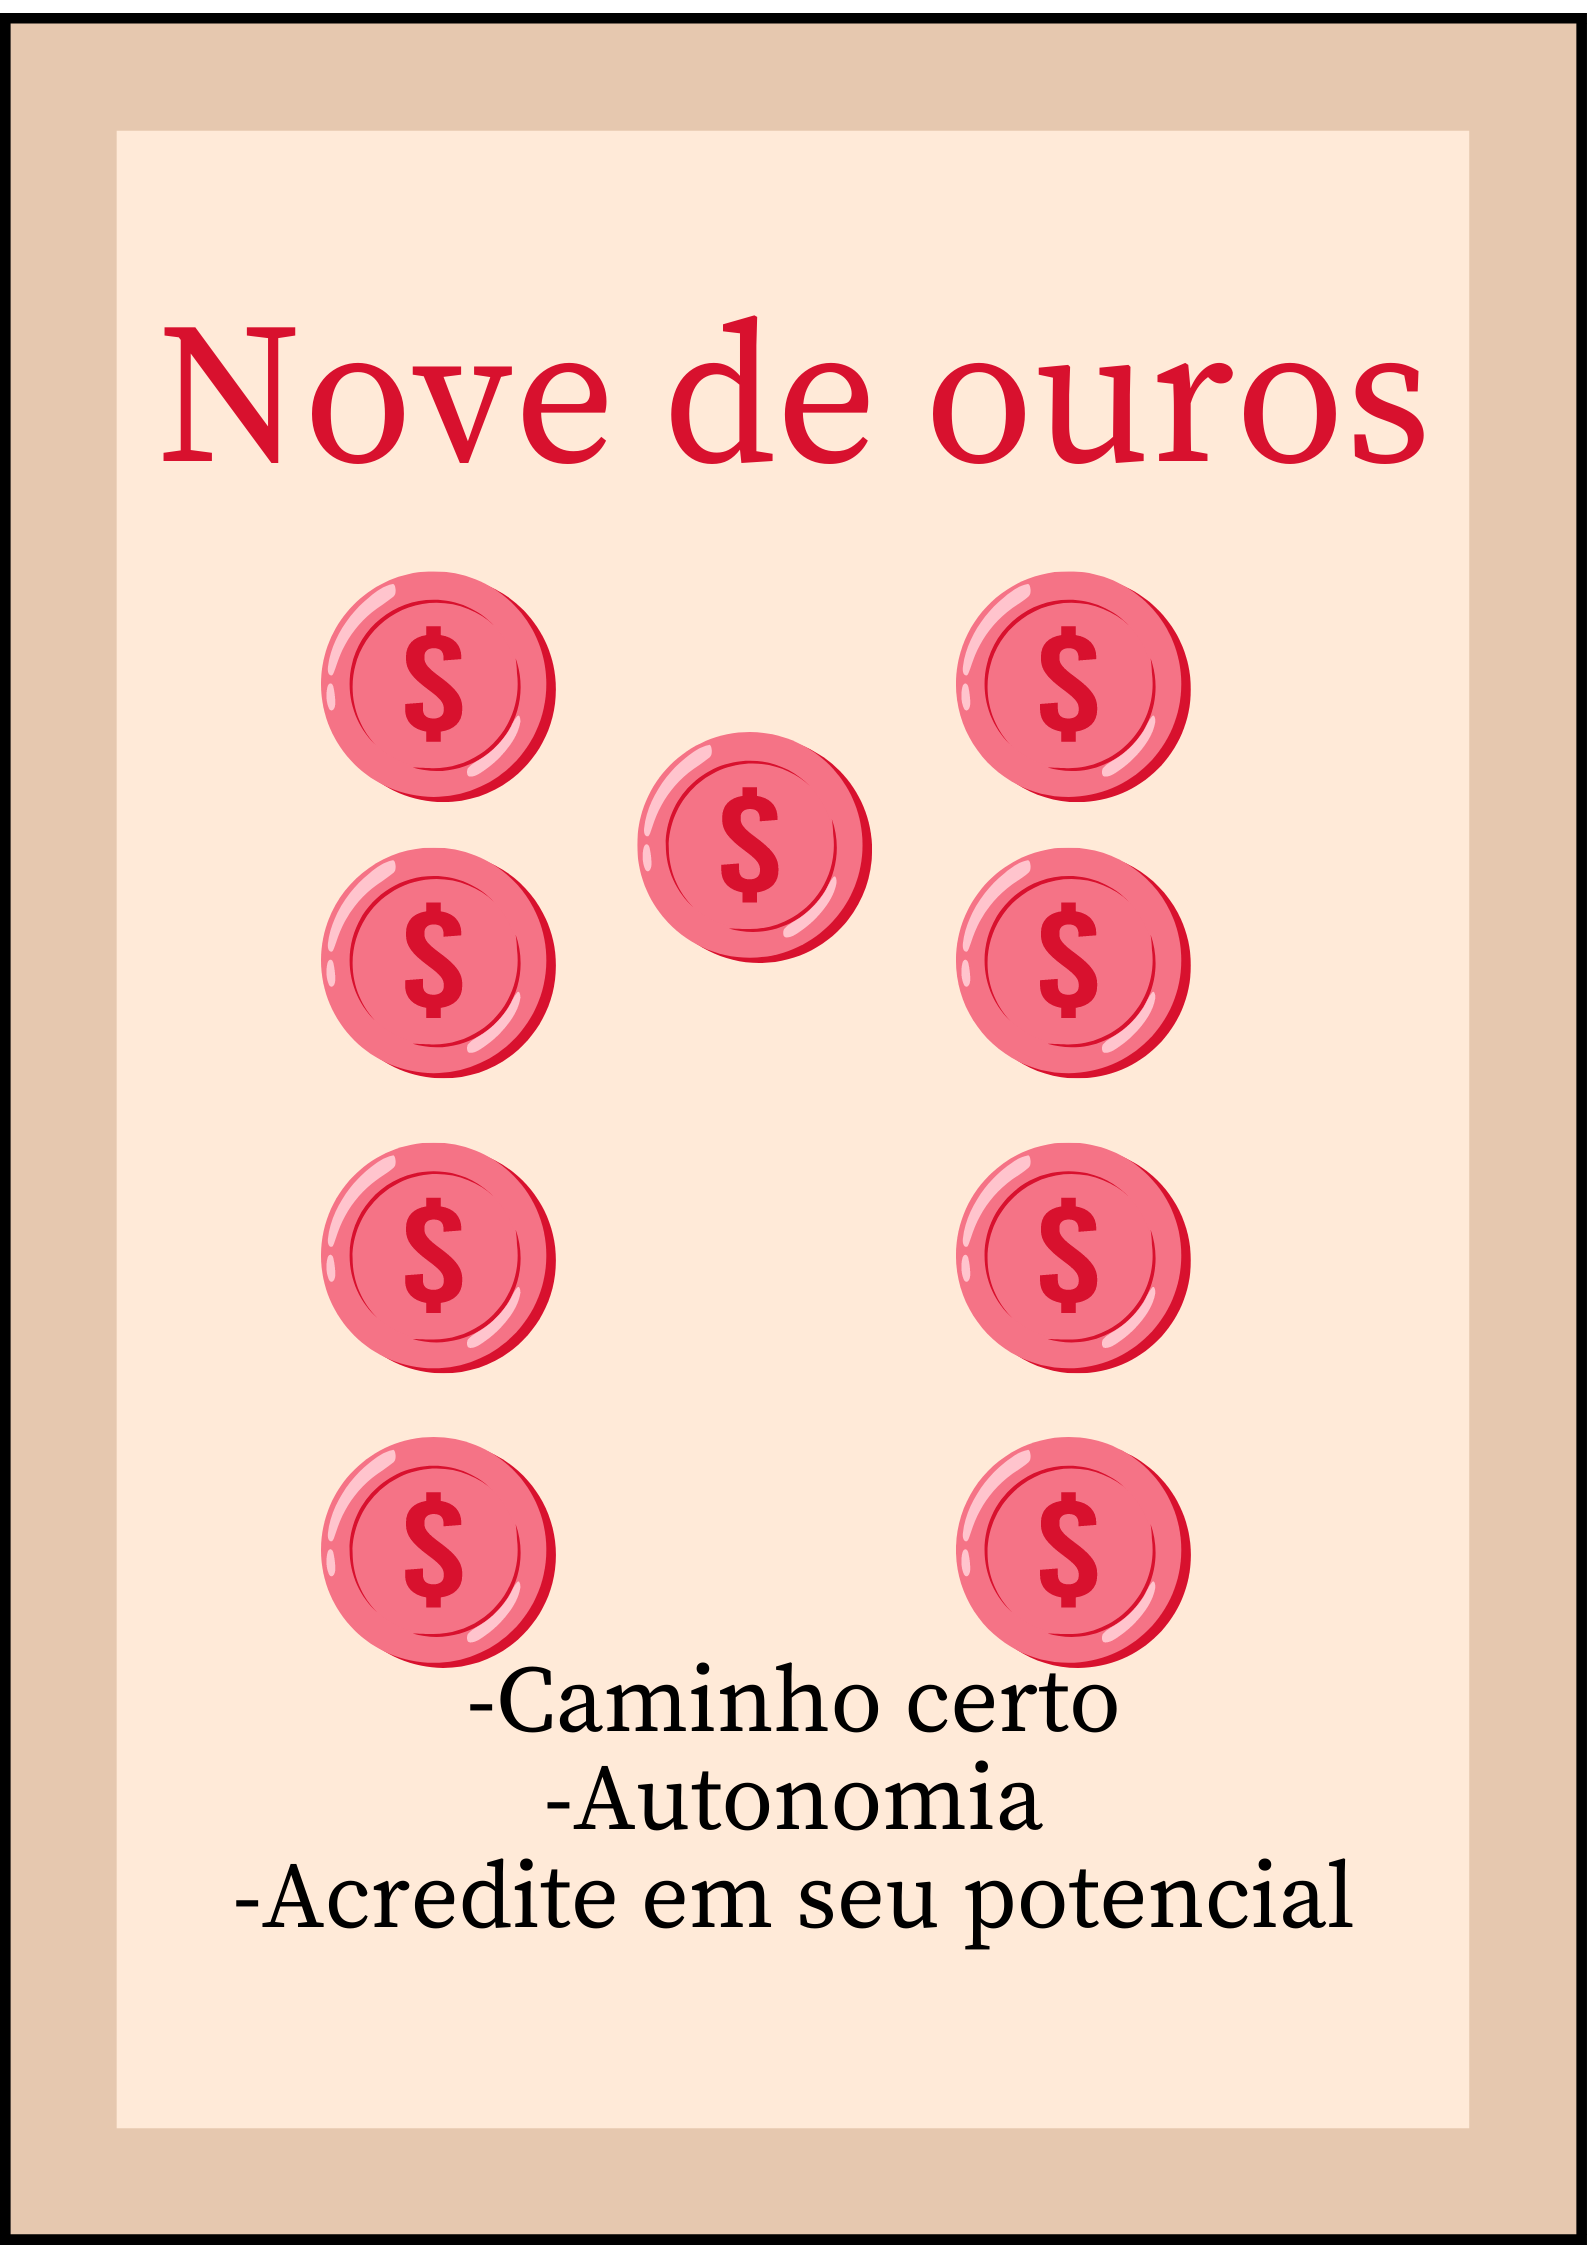 Nove de ouros
$ $
$
$ $
$ $
$ $
-Caminho certo
-Autonomia
-Acredite em seu potencial